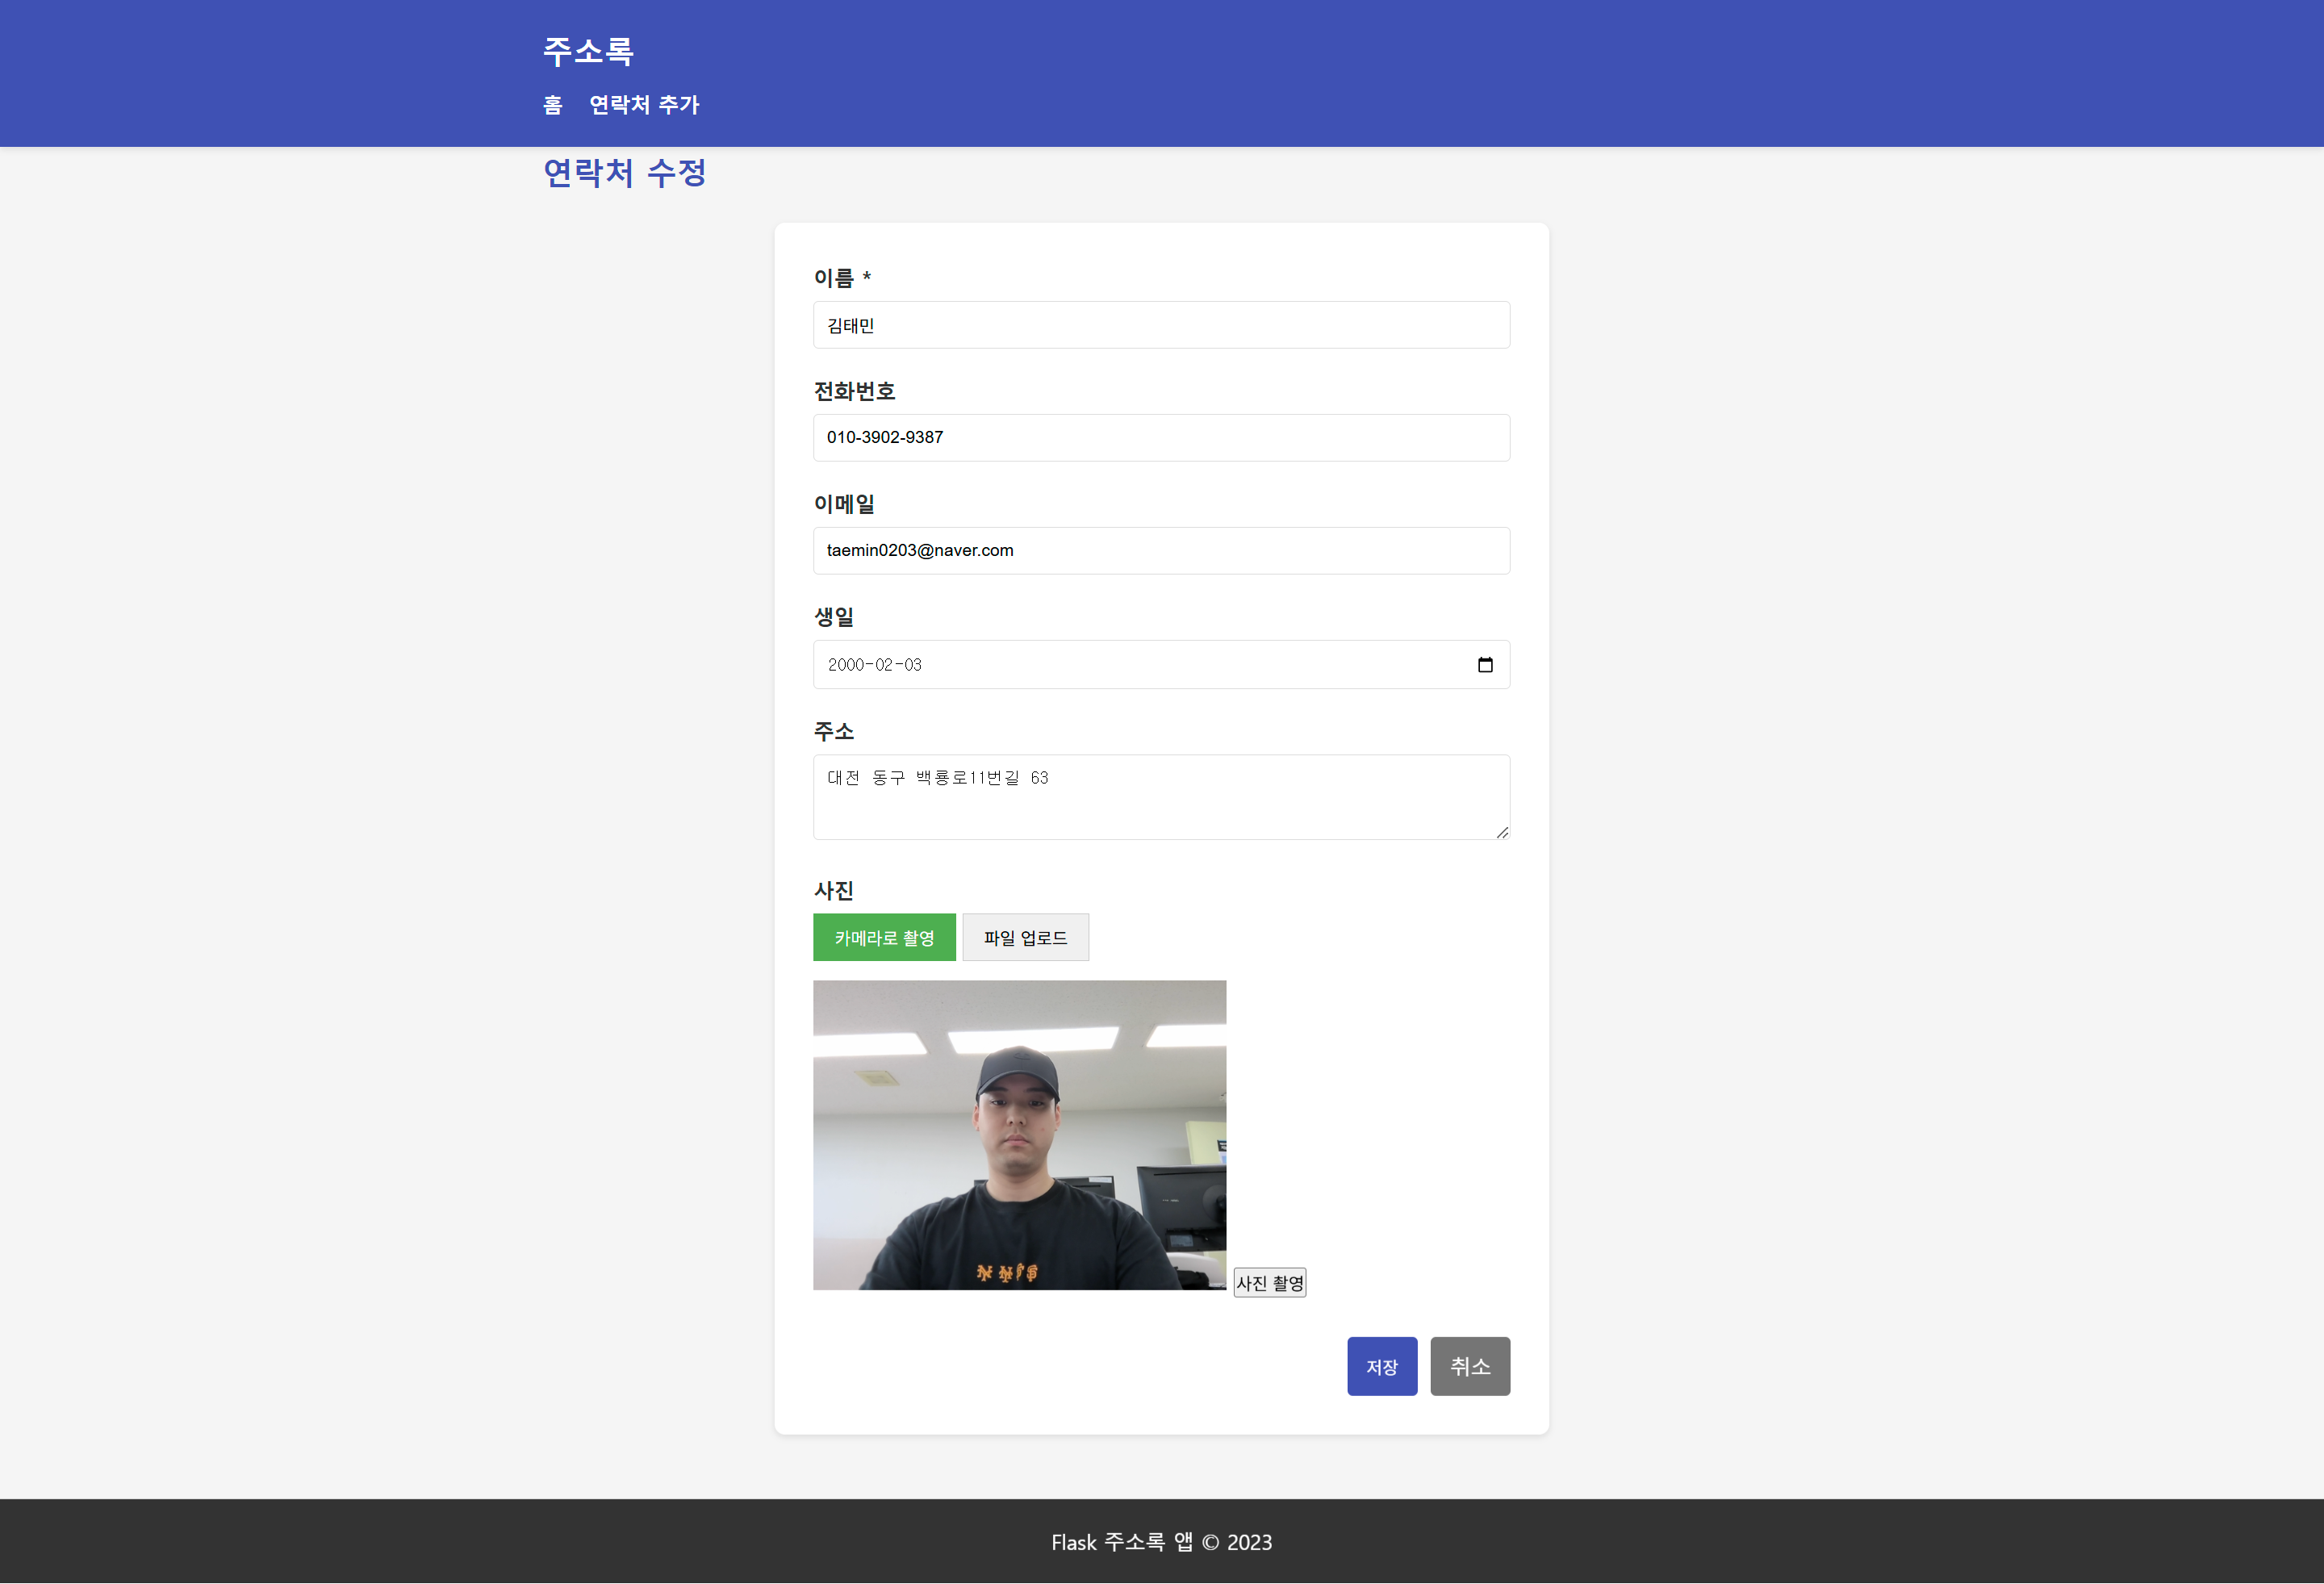 주소록
홈 연락처 추가
연락처 수정
이름 *
김태민
전화번호
010-3902-9387
이메일
taemin0203@naver.com
생일
2000-02-03
주소
대전 동구 백룡로11번길 63
사진
카메라로 촬영 파일 업로드
사진 촬영
저장 취소
Flask 주소록 앱 © 2023